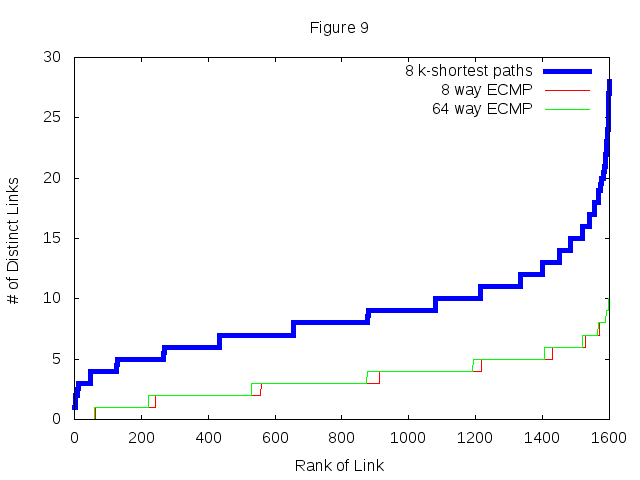 Figure 9
8 k-shortest paths
8 way ECMP
64 way ECMP
30
25
20
15
10
5
0
# of Distinct Links
0 200 400 600 800 1000 1200 1400 1600
Rank of Link